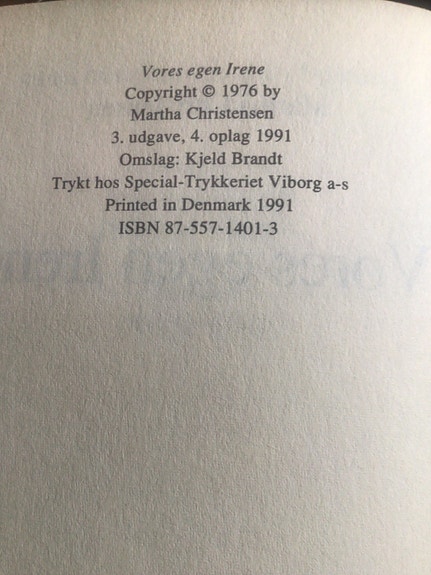 Vores egen Irene
Copyright © 1976 by
Martha Christensen
3. udgave, 4. oplag 1991
Omslag: Kjeld Brandt
Trykt hos Special-Trykkeriet Viborg a-s
Printed in Denmark 1991
ISBN 87-557-1401-3